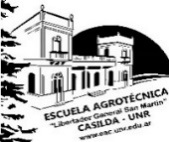 ESCUELA AGROTÉCNICA
"Libertador General San Martín"
CASILDA - UNR
www.eac.unr.edu.ar